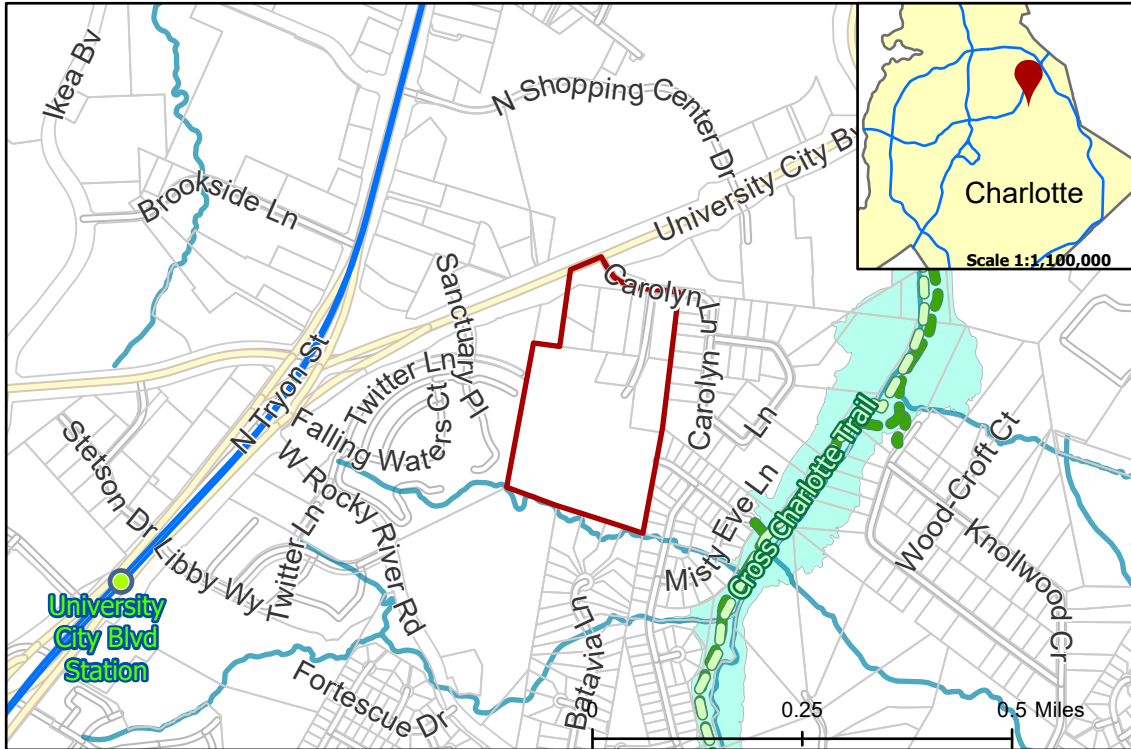 Ikea Bv
N Shopping Center Dr
University City Bv
Charlotte
Scale 1:1,100,000
Brookside Ln
Sanctuary Pl
Carolyn Ln
Carolyn Ln
Ln
N Tryon St
Twitter Ln
Falling Waters Ct
Stetson Dr
W Rocky River Rd
Libby Wy
Twitter Ln
University
City Blvd
Station
Fortescue Dr
Batavia Ln
Misty Eve Ln
Cross Charlotte Trail
Wood-Croft Ct
Knollwood Cr
0 0.25 0.5 Miles